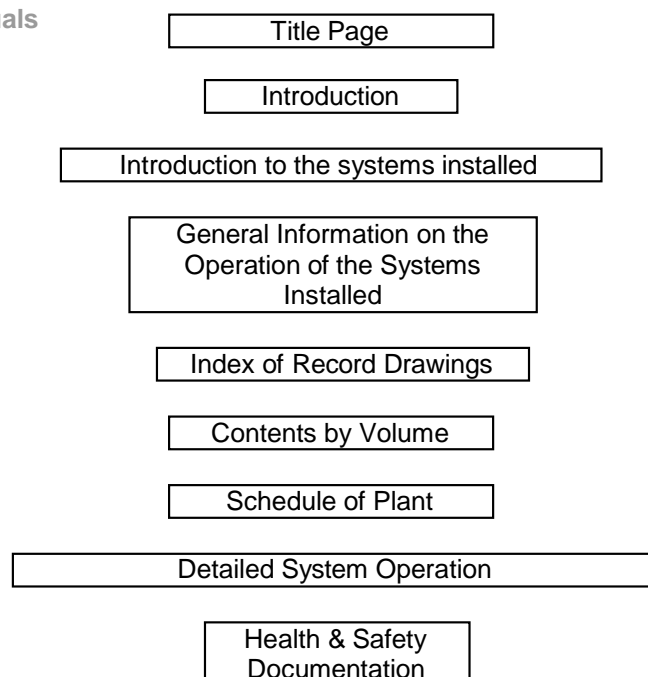 Title Page
Introduction
Introduction to the systems installed
General Information on the
Operation of the Systems
Installed
Index of Record Drawings
Contents by Volume
Schedule of Plant
Detailed System Operation
Health & Safety
Documentation